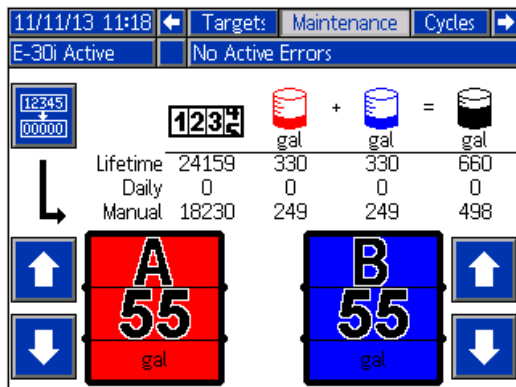 11/11/13 11:18 Targets Maintenance Cycles
E-30i Active No Active Errors
12345
00000
12345
+ =
gal gal gal
Lifetime 24159 330 330 660
Daily 0 0 0 0
Manual 18230 249 249 498
A B
55 55
gal gal